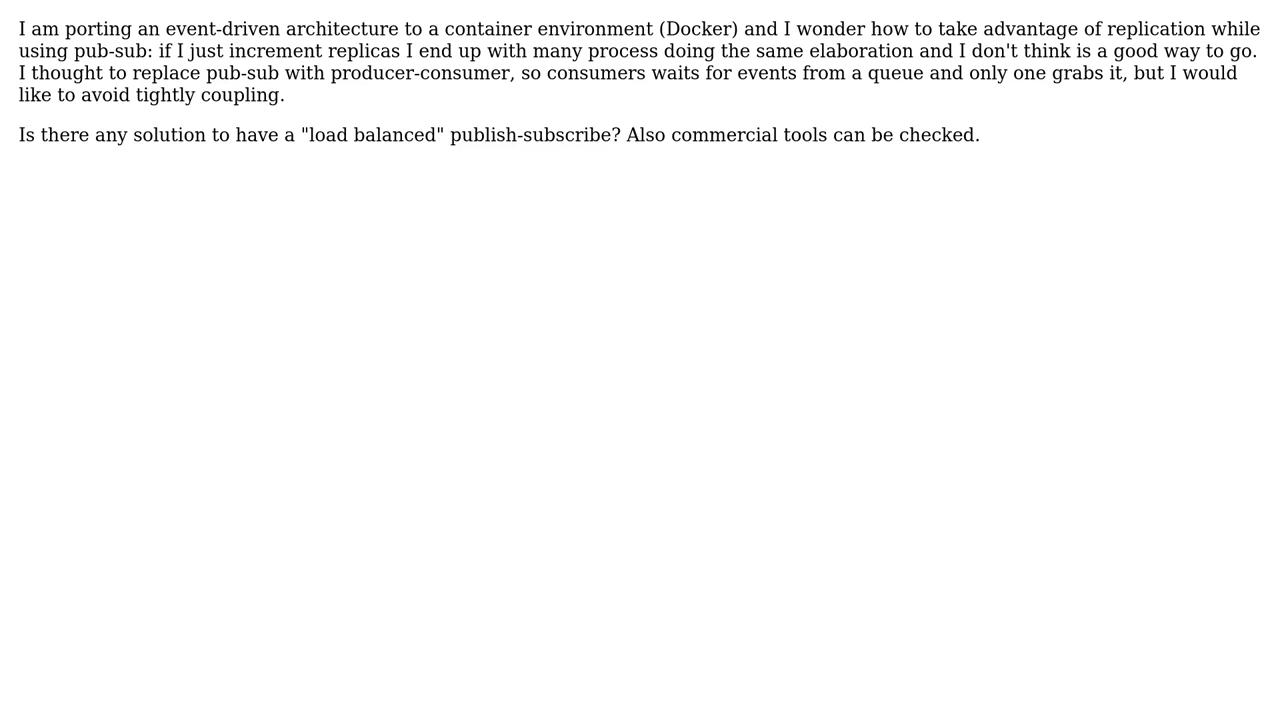 I am porting an event-driven architecture to a container environment (Docker) and I wonder how to take advantage of replication while
using pub-sub: if I just increment replicas I end up with many process doing the same elaboration and I don't think is a good way to go.
I thought to replace pub-sub with producer-consumer, so consumers waits for events from a queue and only one grabs it, but I would
like to avoid tightly coupling.
Is there any solution to have a "load balanced" publish-subscribe? Also commercial tools can be checked.